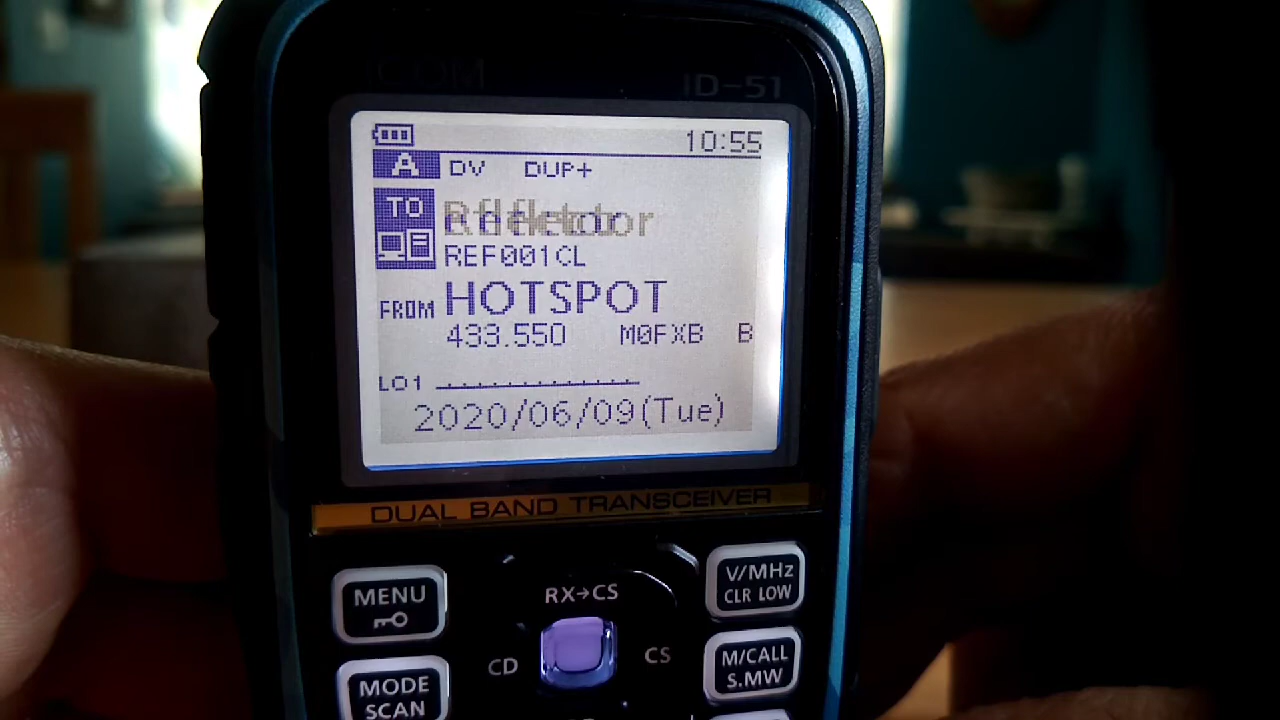 ICOM
ID-51
10:55
A DV DUP+
TO
REF001CL
FROM HOTSPOT
433.550 M0FXB B
LO1
2020/06/09(Tue)
DUAL BAND TRANSCEIVER
MENU
RX→CS
V/MHz
CLR LOW
CD
CS
M/CALL
S.MW
MODE
SCAN